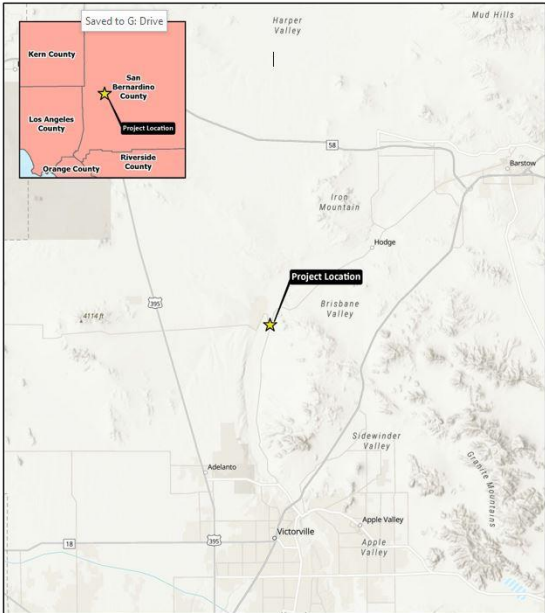 Saved to G: Drive
Kern County
San
Bernardino
County
Los Angeles
County
Project Location
Riverside
County
Orange County
Harper
Valley
Mud Hills
58
Barstow
Iron
Mountain
Hodge
Project Location
Brisbane
Valley
395
4114 ft
Sidewinder
Valley
Granite Mountains
Adelanto
Apple Valley
Victorville
18
395
Apple
Valley